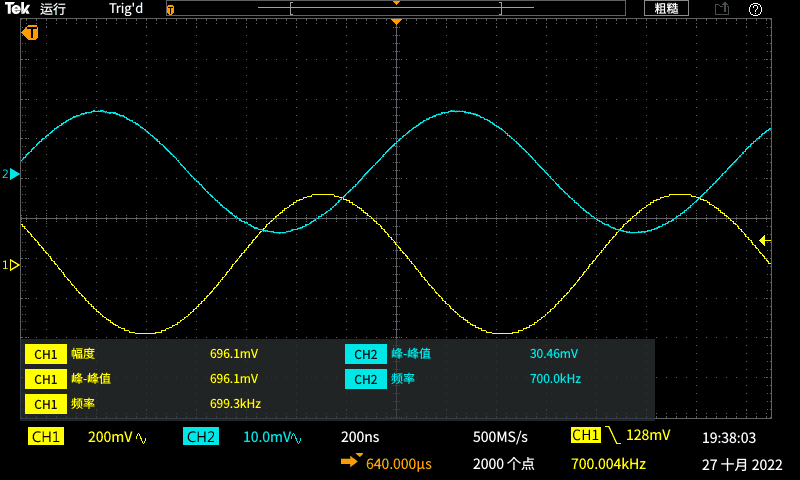 Tek 运行 Trig'd 粗糙 ?
T
T
2
1
CH1 幅度 696.1mV CH2 峰-峰值 30.46mV
CH1 峰-峰值 696.1mV CH2 频率 700.0kHz
CH1 频率 699.3kHz
CH1 200mV CH2 10.0mV 200ns 500MS/s CH1 128mV 19:38:03
640.000µs 2000 个点 700.004kHz 27 十月 2022